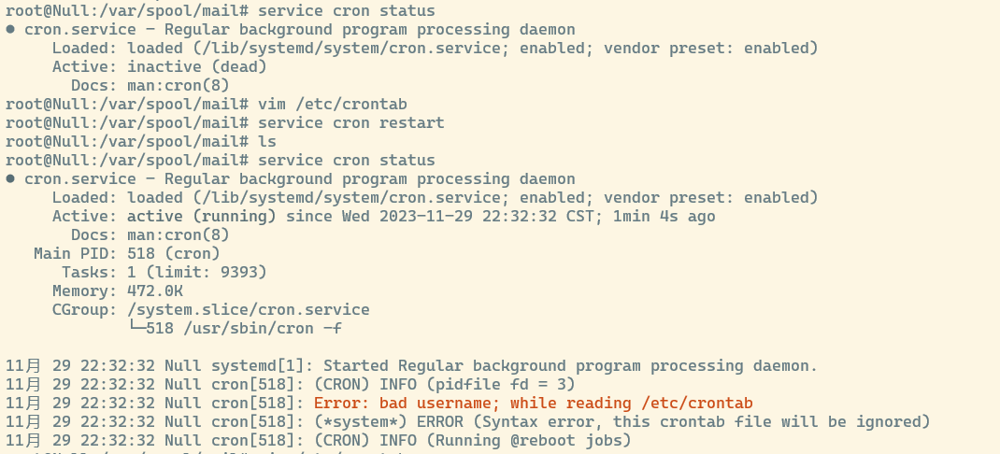 root@Null:/var/spool/mail# service cron status
● cron.service - Regular background program processing daemon
     Loaded: loaded (/lib/systemd/system/cron.service; enabled; vendor preset: enabled)
     Active: inactive (dead)
       Docs: man:cron(8)
root@Null:/var/spool/mail# vim /etc/crontab
root@Null:/var/spool/mail# service cron restart
root@Null:/var/spool/mail# ls
root@Null:/var/spool/mail# service cron status
● cron.service - Regular background program processing daemon
     Loaded: loaded (/lib/systemd/system/cron.service; enabled; vendor preset: enabled)
     Active: active (running) since Wed 2023-11-29 22:32:32 CST; 1min 4s ago
       Docs: man:cron(8)
   Main PID: 518 (cron)
      Tasks: 1 (limit: 9393)
     Memory: 472.0K
     CGroup: /system.slice/cron.service
             └─518 /usr/sbin/cron -f

11月 29 22:32:32 Null systemd[1]: Started Regular background program processing daemon.
11月 29 22:32:32 Null cron[518]: (CRON) INFO (pidfile fd = 3)
11月 29 22:32:32 Null cron[518]: Error: bad username; while reading /etc/crontab
11月 29 22:32:32 Null cron[518]: (*system*) ERROR (Syntax error, this crontab file will be ignored)
11月 29 22:32:32 Null cron[518]: (CRON) INFO (Running @reboot jobs)